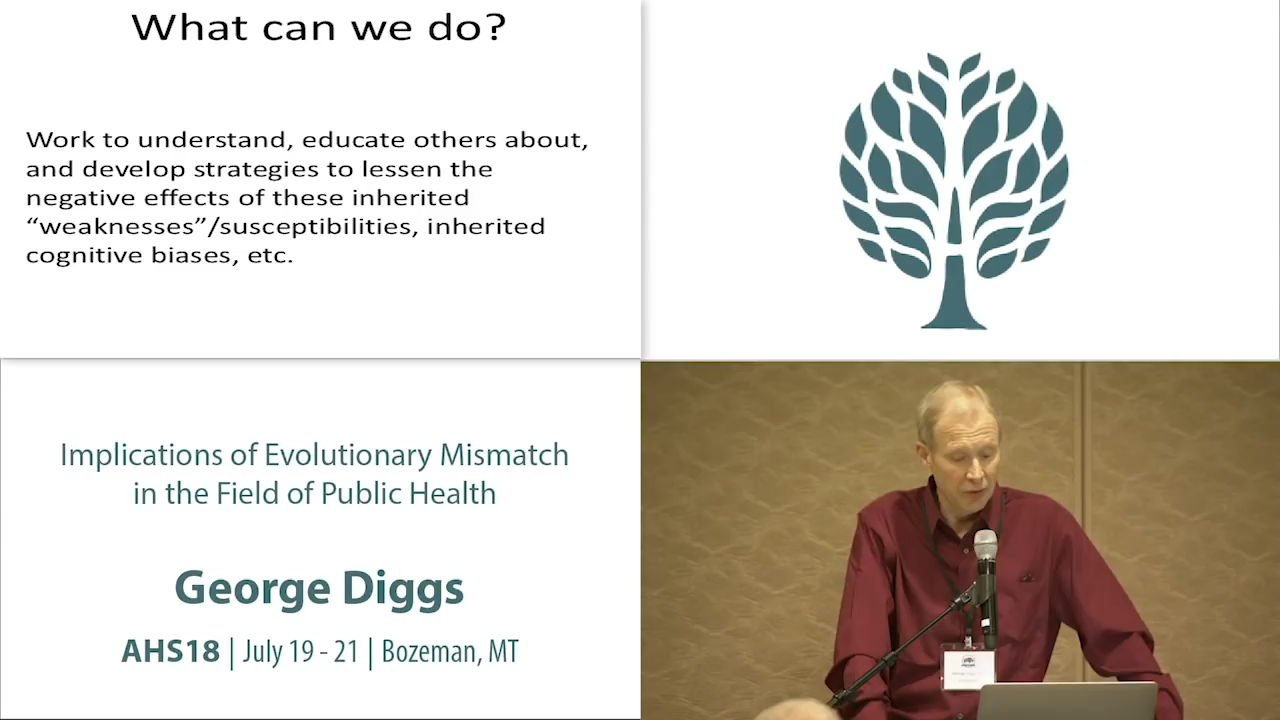 What can we do?
Work to understand, educate others about,
and develop strategies to lessen the
negative effects of these inherited
“weaknesses”/susceptibilities, inherited
cognitive biases, etc.
Implications of Evolutionary Mismatch
in the Field of Public Health
George Diggs
AHS18 | July 19 - 21 | Bozeman, MT